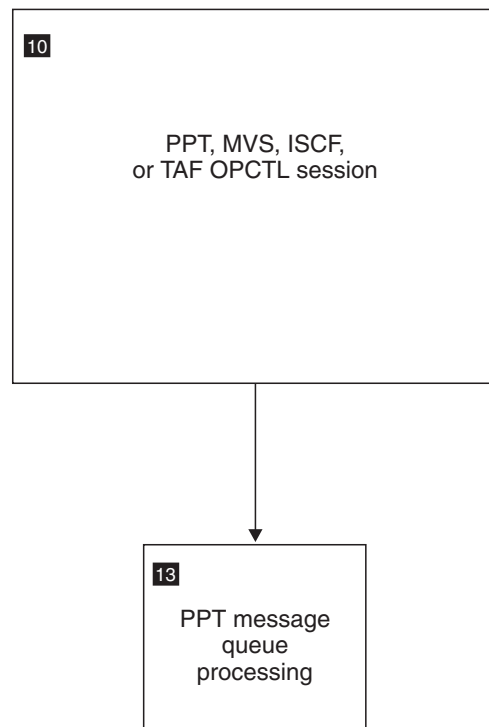 10
PPT, MVS, ISCF,
or TAF OPCTL session
13
PPT message
queue
processing